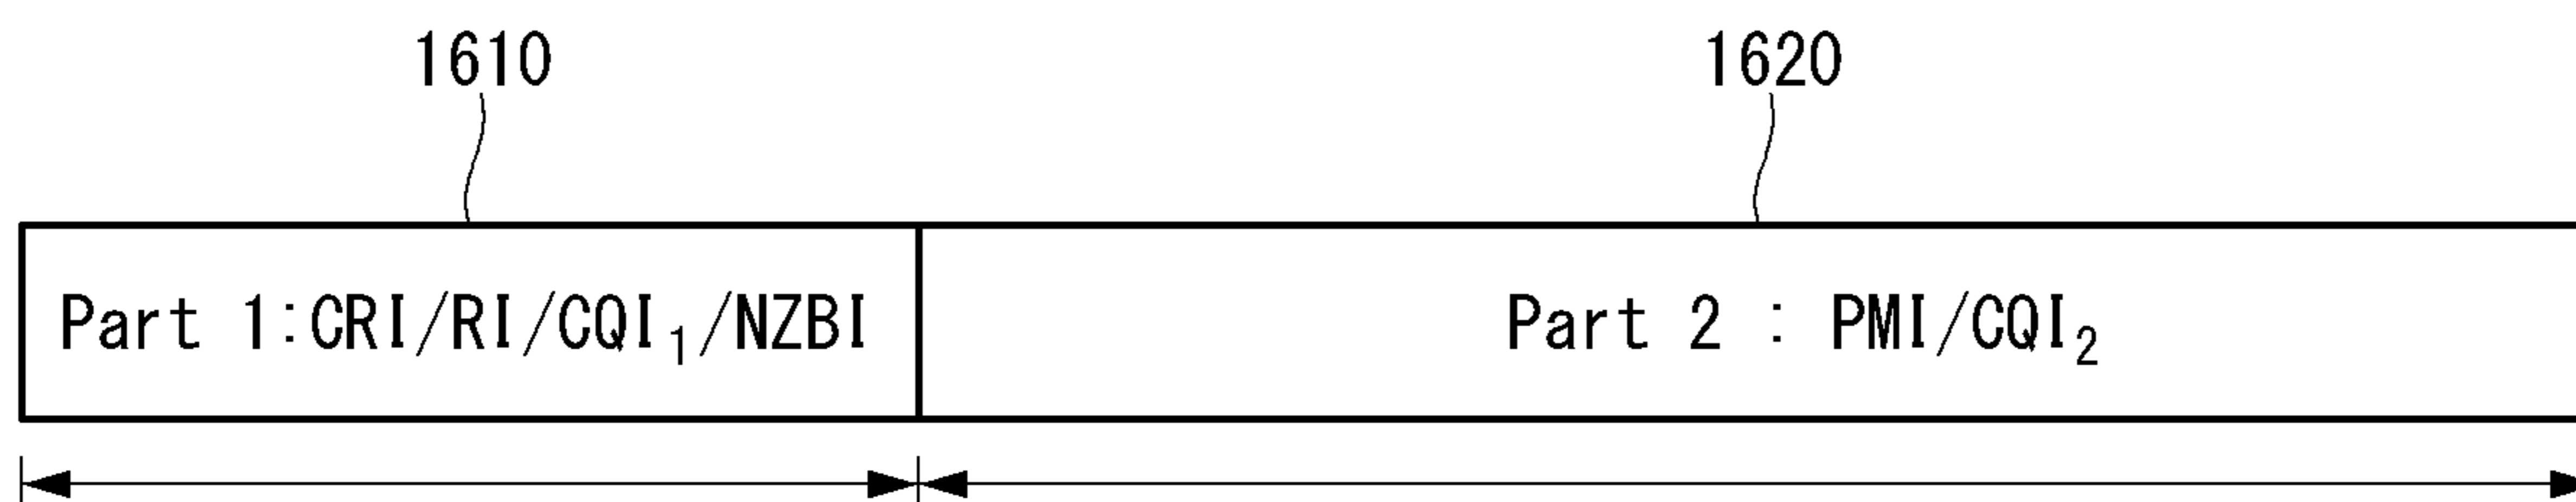 1610 1620
Part 1:CRI/RI/CQI₁/NZBI Part 2 : PMI/CQI₂